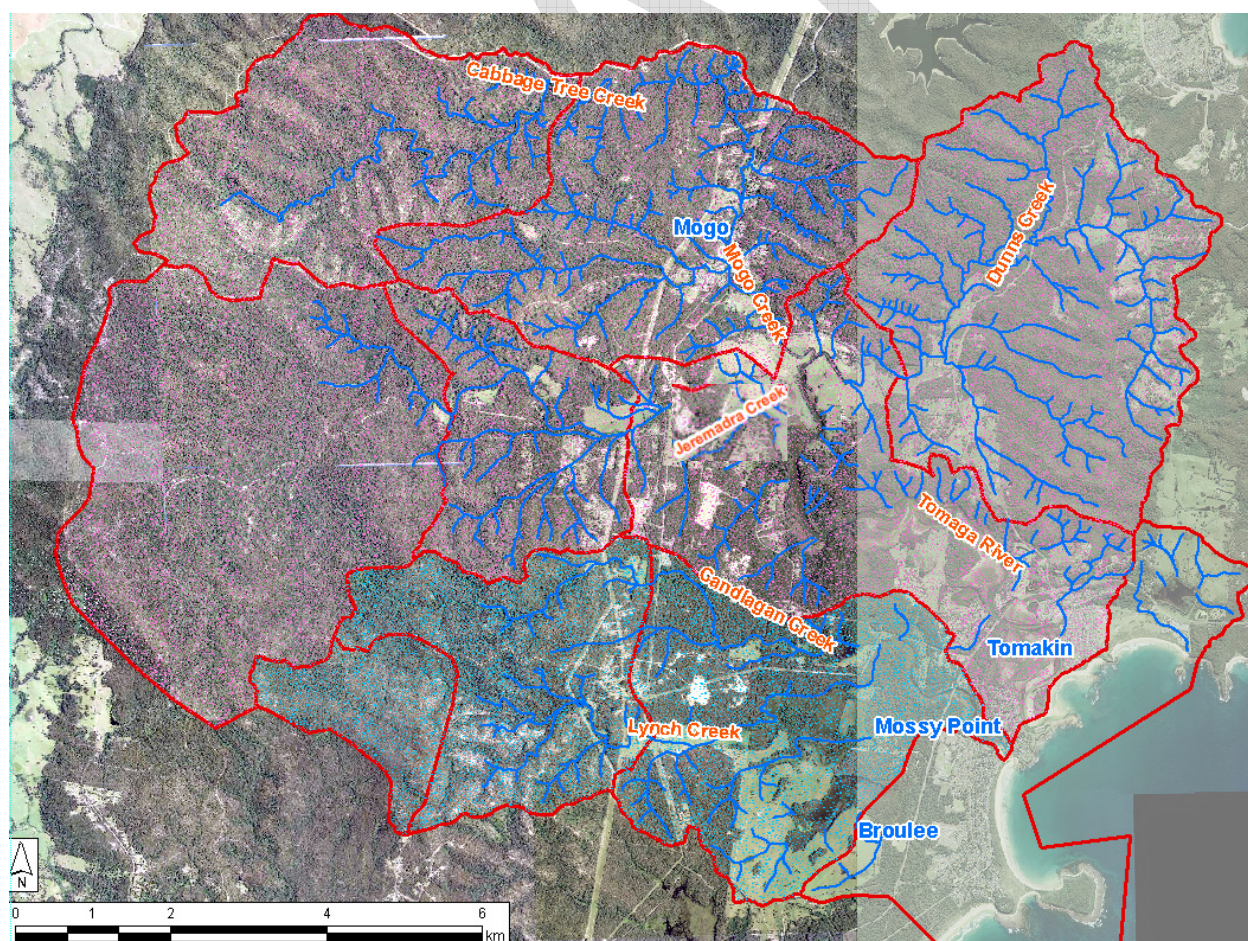 Cabbage Tree Creek
Mogo
Mogo Creek
Dunns Creek
Jeremadra Creek
Tomaga River
Candlagan Creek
Tomakin
Mossy Point
Lynch Creek
Broulee
N
0 1 2 4 6
km